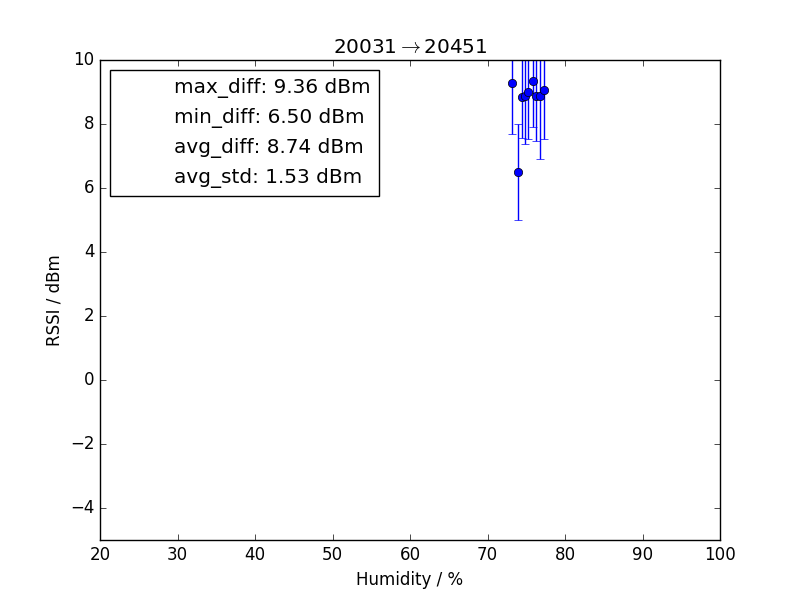 20031→20451
max_diff: 9.36 dBm
min_diff: 6.50 dBm
avg_diff: 8.74 dBm
avg_std: 1.53 dBm
10
8
6
4
2
0
−2
−4
RSSI / dBm
20 30 40 50 60 70 80 90 100
Humidity / %